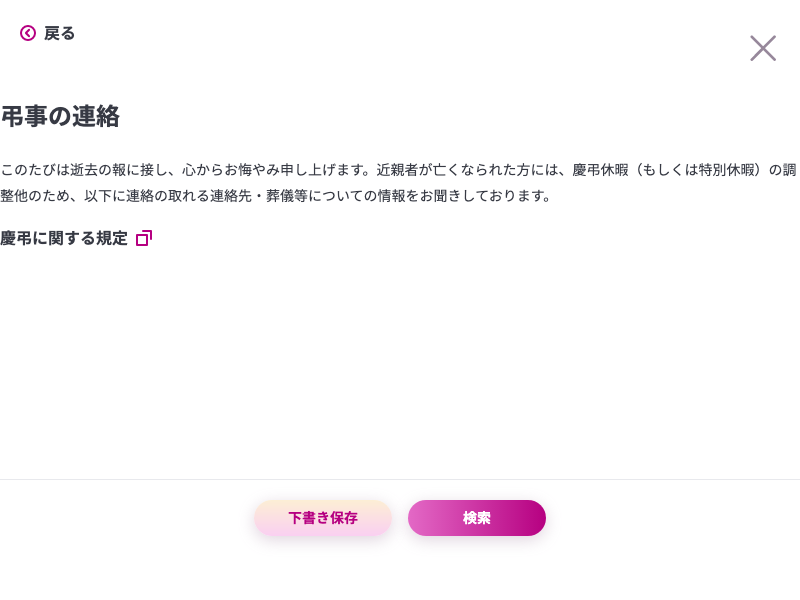 戻る
弔事の連絡
このたびは逝去の報に接し、心からお悔やみ申し上げます。近親者が亡くなられた方には、慶弔休暇（もしくは特別休暇）の調
整他のため、以下に連絡の取れる連絡先・葬儀等についての情報をお聞きしております。
慶弔に関する規定
下書き保存
検索